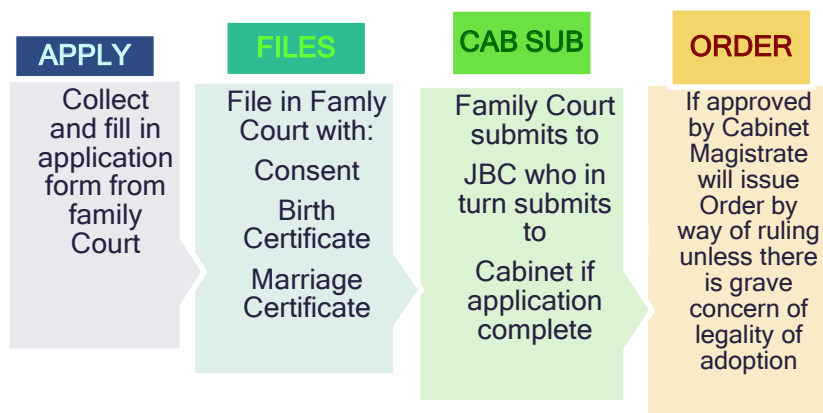 APPLY
Collect
and fill in
application
form from
family
Court
FILES
File in Famly
Court with:
Consent
Birth
Certificate
Marriage
Certificate
CAB SUB
Family Court
submits to
JBC who in
turn submits
to
Cabinet if
application
complete
ORDER
If approved
by Cabinet
Magistrate
will issue
Order by
way of ruling
unless there
is grave
concern of
legality of
adoption